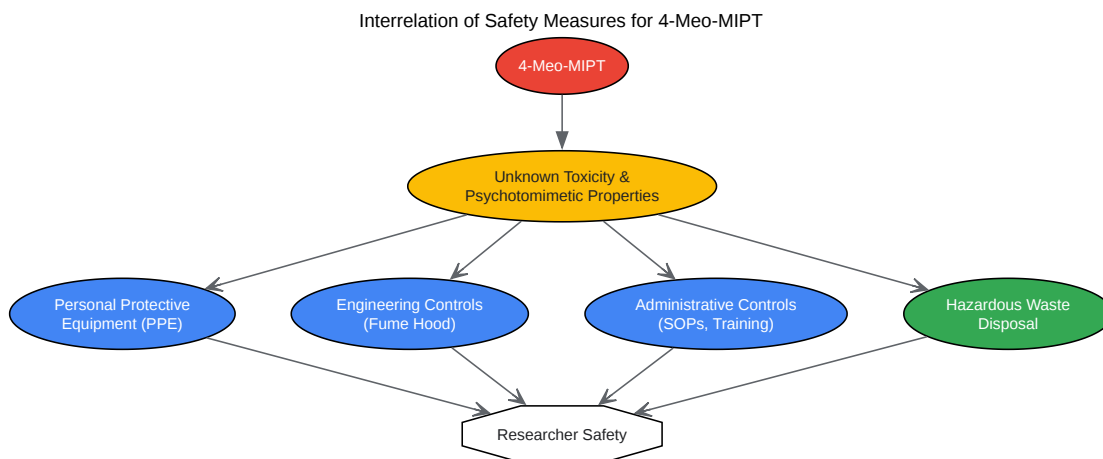 Interrelation of Safety Measures for 4-Meo-MIPT
4-Meo-MIPT
Unknown Toxicity &
Psychotomimetic Properties
Personal Protective
Equipment (PPE)
Engineering Controls
(Fume Hood)
Administrative Controls
(SOPs, Training)
Hazardous Waste
Disposal
Researcher Safety